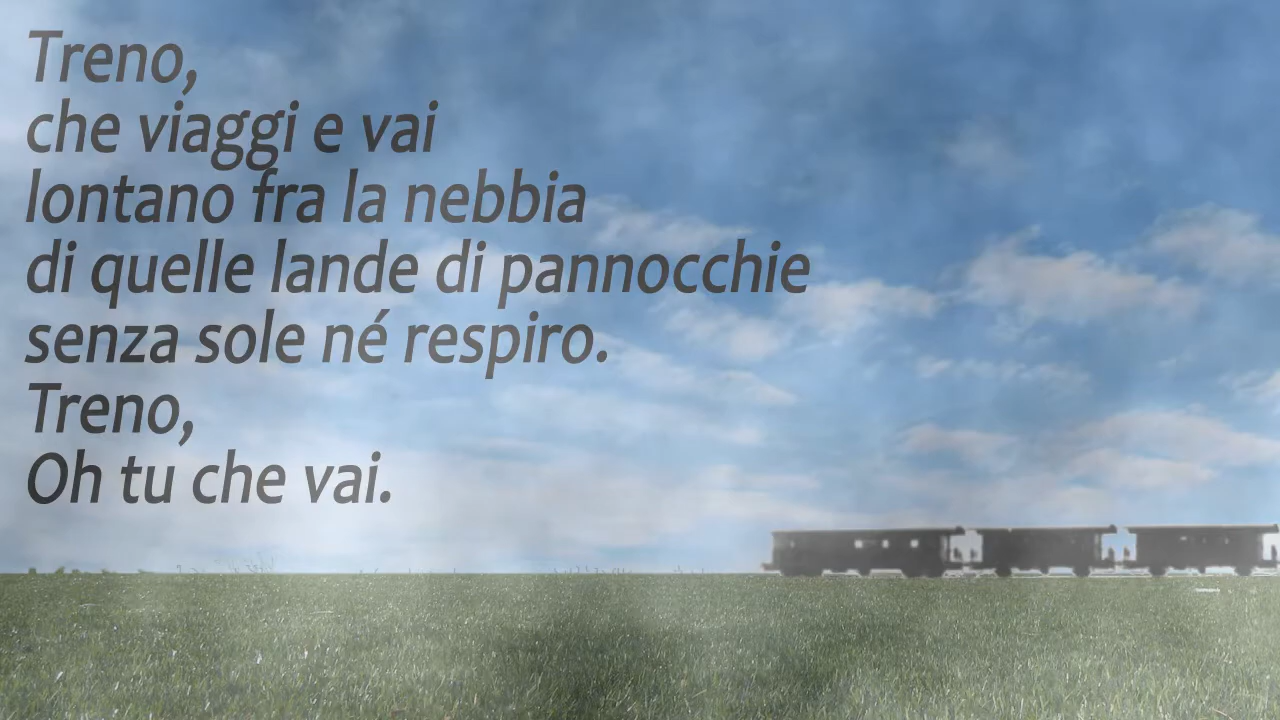 Treno,
che viaggi e vai
lontano fra la nebbia
di quelle lande di pannocchie
senza sole né respiro.
Treno,
Oh tu che vai.